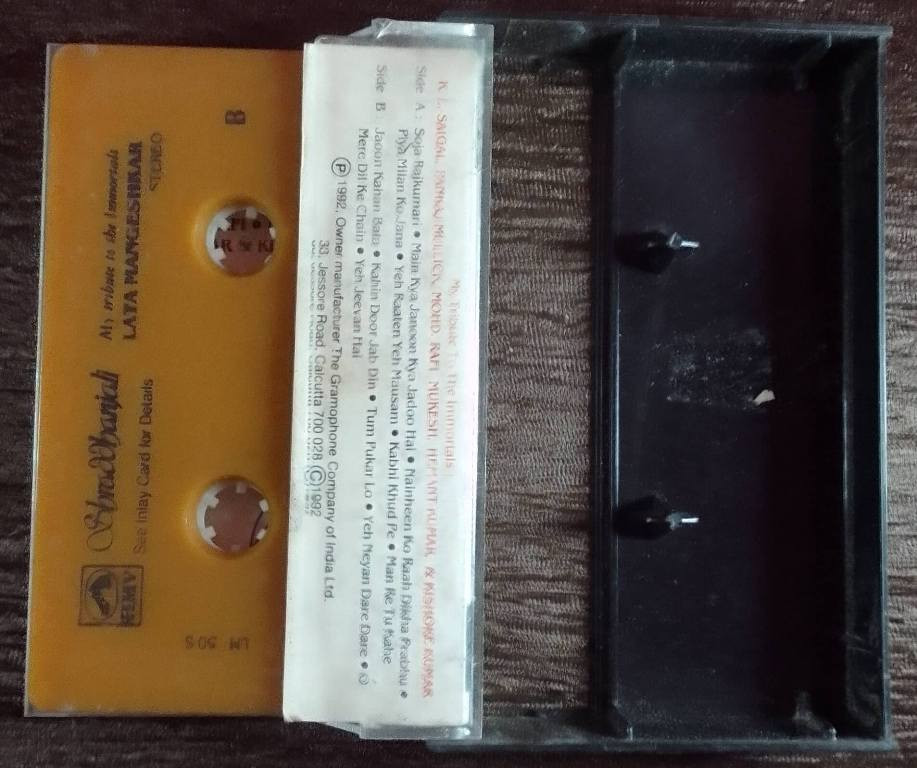 My Tribute To The Immortals
K. L. SAIGAL, PANKAJ MULLICK, MOHD. RAFI, MUKESH, HEMANT KUMAR, & KISHORE KUMAR
Side A : Soja Rajkumari • Main Kya Janoon Kya Jadoo Hai • Nainheen Ko Raah Dikha Prabhu •
Piya Milan Ko Jana • Yeh Raaten Yeh Mausam • Kabhi Khud Pe • Man Re Tu Kahe
Side B : Jaoon Kahan Bata • Kahin Door Jab Din • Tum Pukar Lo • Yeh Neyan Dare Dare • O
Mere Dil Ke Chain • Yeh Jeevan Hai
Ⓟ 1992, Owner manufacturer The Gramophone Company of India Ltd.
33, Jessore Road, Calcutta 700 028 Ⓒ 1992
B
HMV
Shraddhanjali
My tribute to the Immortals
LATA MANGESHKAR
See Inlay Card for Details
STEREO